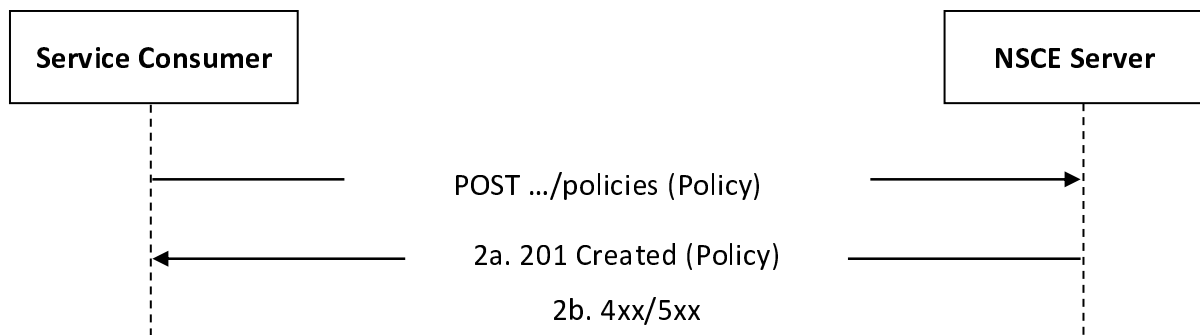 Service Consumer
NSCE Server
POST .../policies (Policy)
2a. 201 Created (Policy)
2b. 4xx/5xx